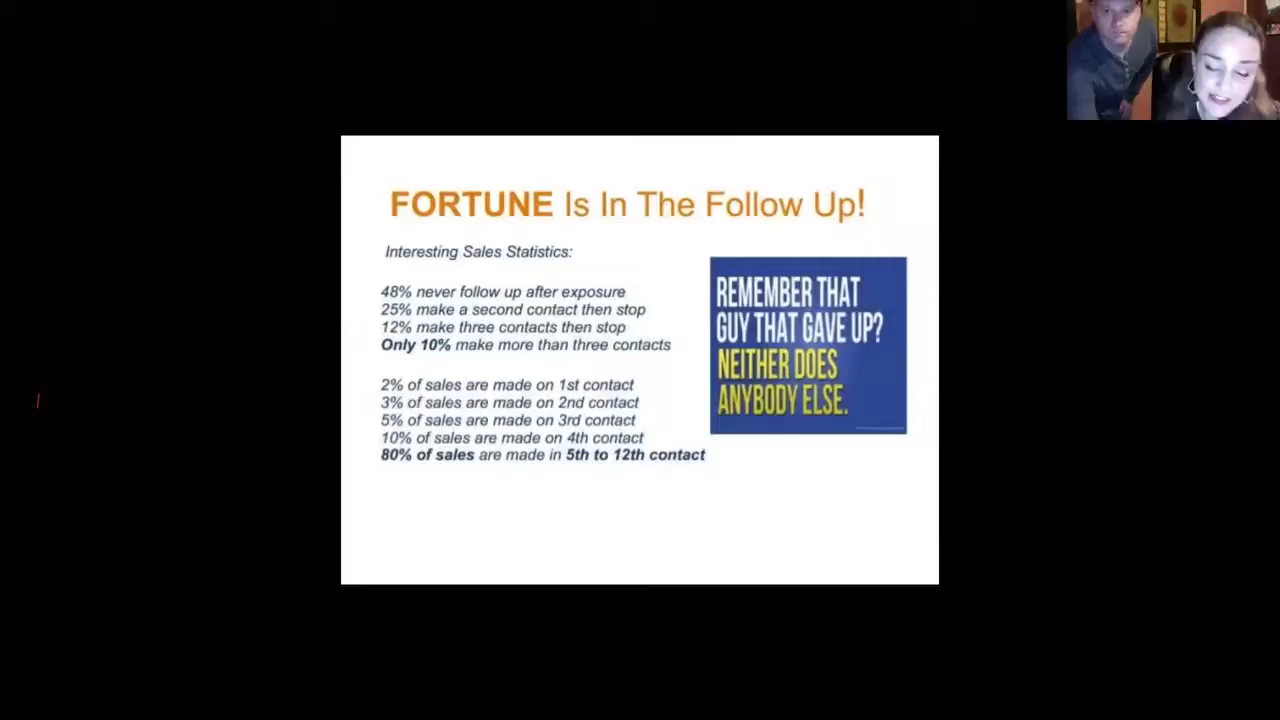 FORTUNE Is In The Follow Up!
Interesting Sales Statistics:
48% never follow up after exposure
25% make a second contact then stop
12% make three contacts then stop
Only 10% make more than three contacts
2% of sales are made on 1st contact
3% of sales are made on 2nd contact
5% of sales are made on 3rd contact
10% of sales are made on 4th contact
80% of sales are made in 5th to 12th contact
REMEMBER THAT
GUY THAT GAVE UP?
NEITHER DOES
ANYBODY ELSE.